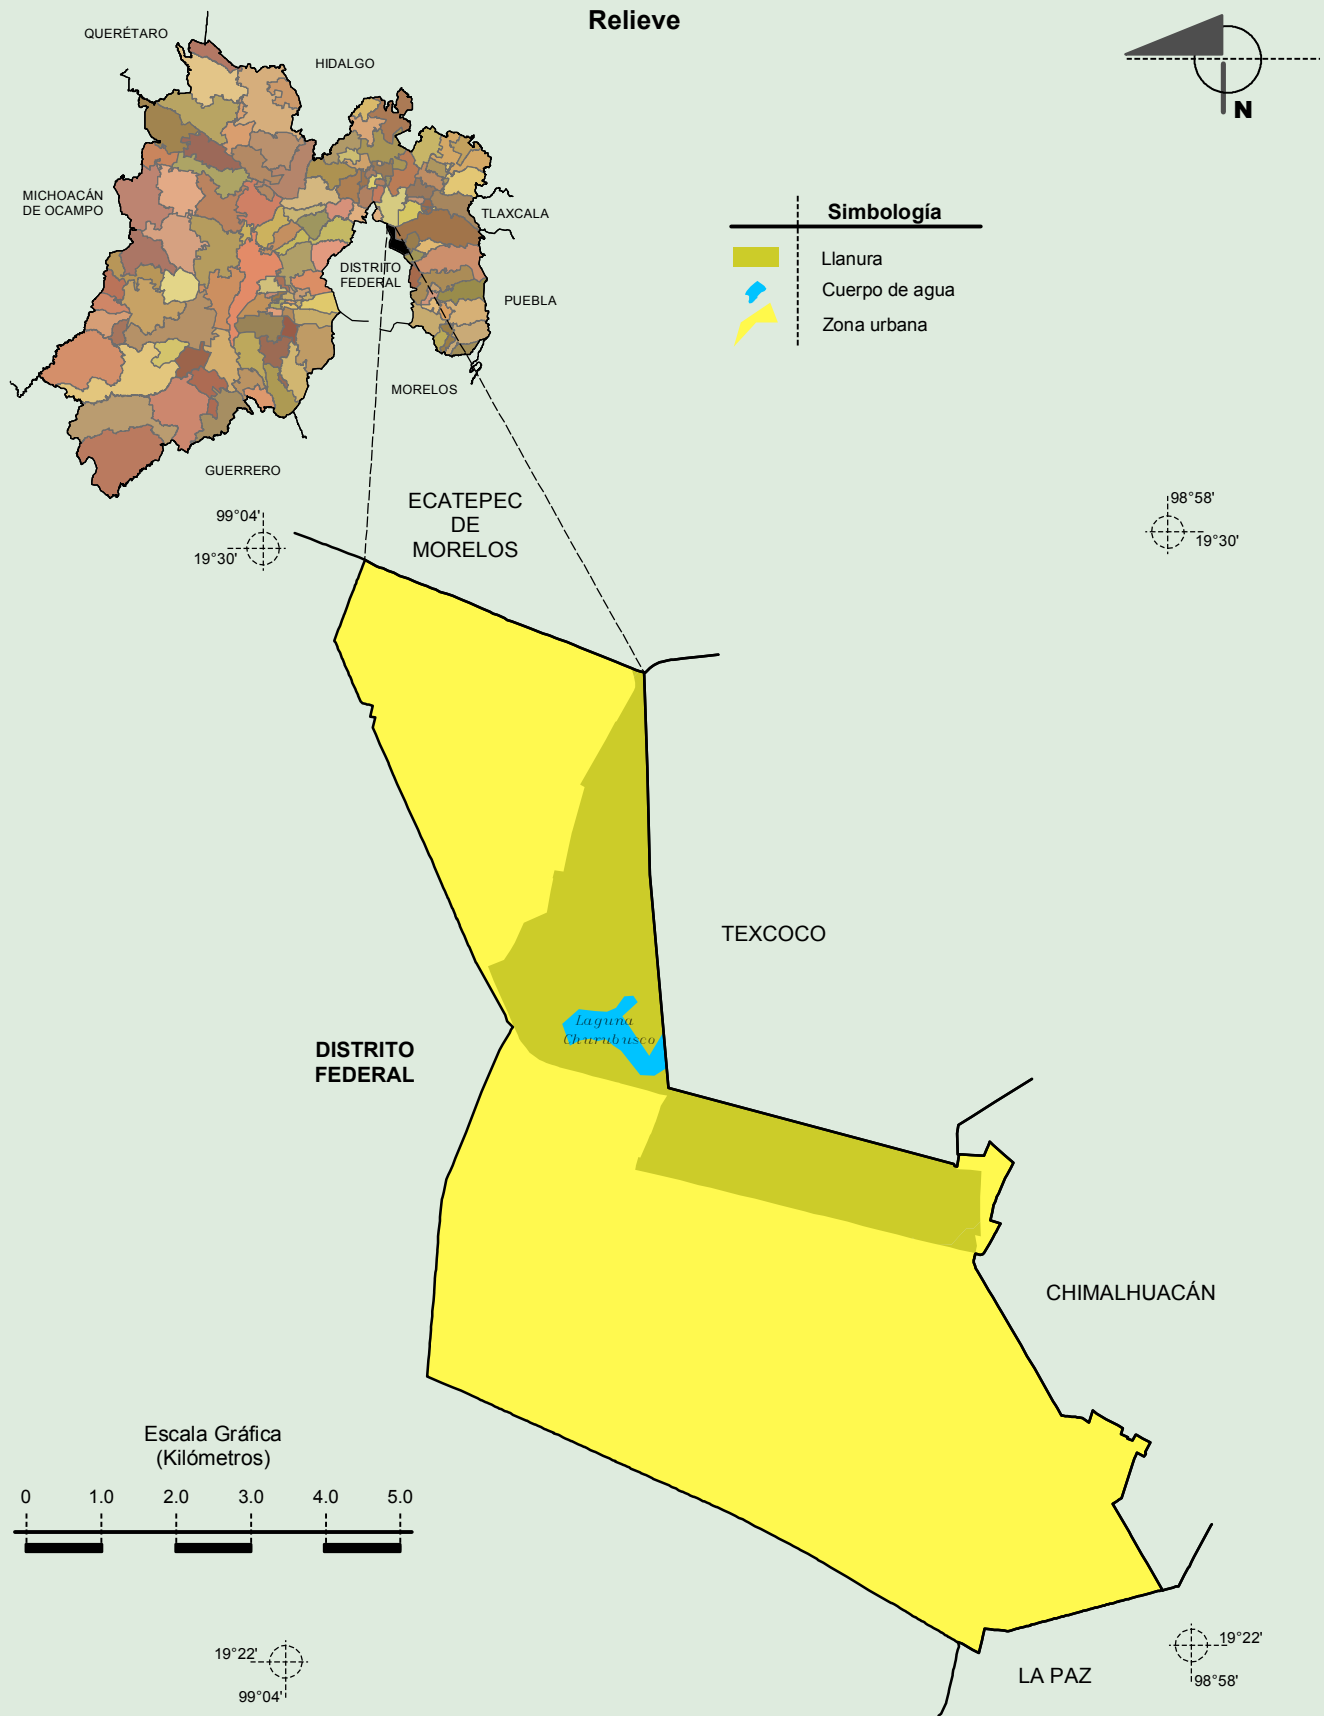 Relieve
QUERÉTARO
HIDALGO
MICHOACÁN
DE OCAMPO
TLAXCALA
DISTRITO
FEDERAL
PUEBLA
MORELOS
GUERRERO
N
Simbología
Llanura
Cuerpo de agua
Zona urbana
99°04'
19°30'
98°58'
19°30'
ECATEPEC
DE
MORELOS
TEXCOCO
Laguna
Churubusco
DISTRITO
FEDERAL
CHIMALHUACÁN
Escala Gráfica
(Kilómetros)
0 1.0 2.0 3.0 4.0 5.0
19°22'
99°04'
LA PAZ
19°22'
98°58'